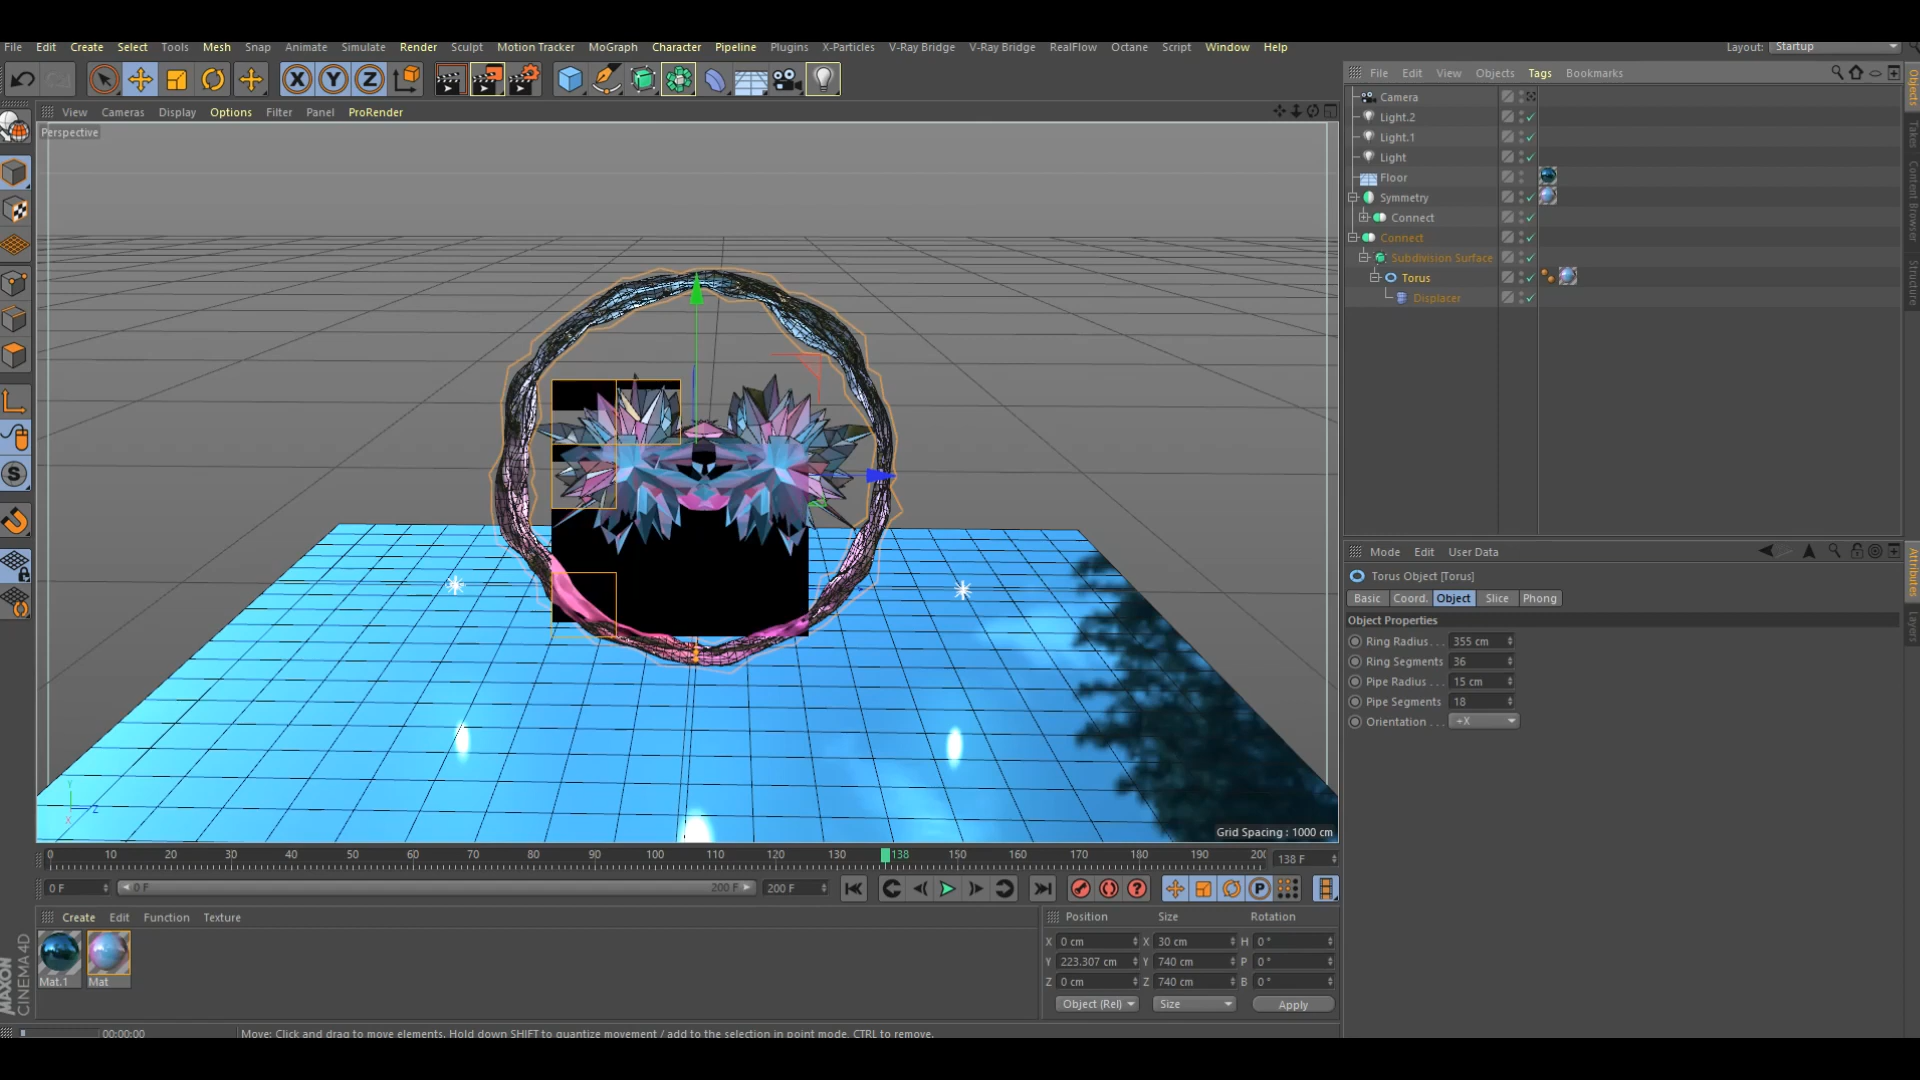 File Edit Create Select Tools Mesh Snap Animate Simulate Render Sculpt Motion Tracker MoGraph Character Pipeline Plugins X-Particles V-Ray Bridge V-Ray Bridge RealFlow Octane Script Window Help
Layout: Startup
X Y Z
View Cameras Display Options Filter Panel ProRender
Perspective
Grid Spacing : 1000 cm
File Edit View Objects Tags Bookmarks
Camera
Light.2
Light.1
Light
Floor
Symmetry
Connect
Connect
Subdivision Surface
Torus
Displacer
Objects
Takes
Content Browser
Structure
Mode Edit User Data
Torus Object [Torus]
Basic Coord. Object Slice Phong
Object Properties
Ring Radius . . . 355 cm
Ring Segments 36
Pipe Radius . . . 15 cm
Pipe Segments 18
Orientation . . . +X
Attributes
Layers
0 10 20 30 40 50 60 70 80 90 100 110 120 130 138 150 160 170 180 190 200
138 F
0 F 0 F 200 F 200 F
Create Edit Function Texture
Mat.1 Mat
MAXON CINEMA 4D
Position Size Rotation
X 0 cm X 30 cm H 0 °
Y 223.307 cm Y 740 cm P 0 °
Z 0 cm Z 740 cm B 0 °
Object (Rel) Size Apply
00:00:00 Move: Click and drag to move elements. Hold down SHIFT to quantize movement / add to the selection in point mode, CTRL to remove.